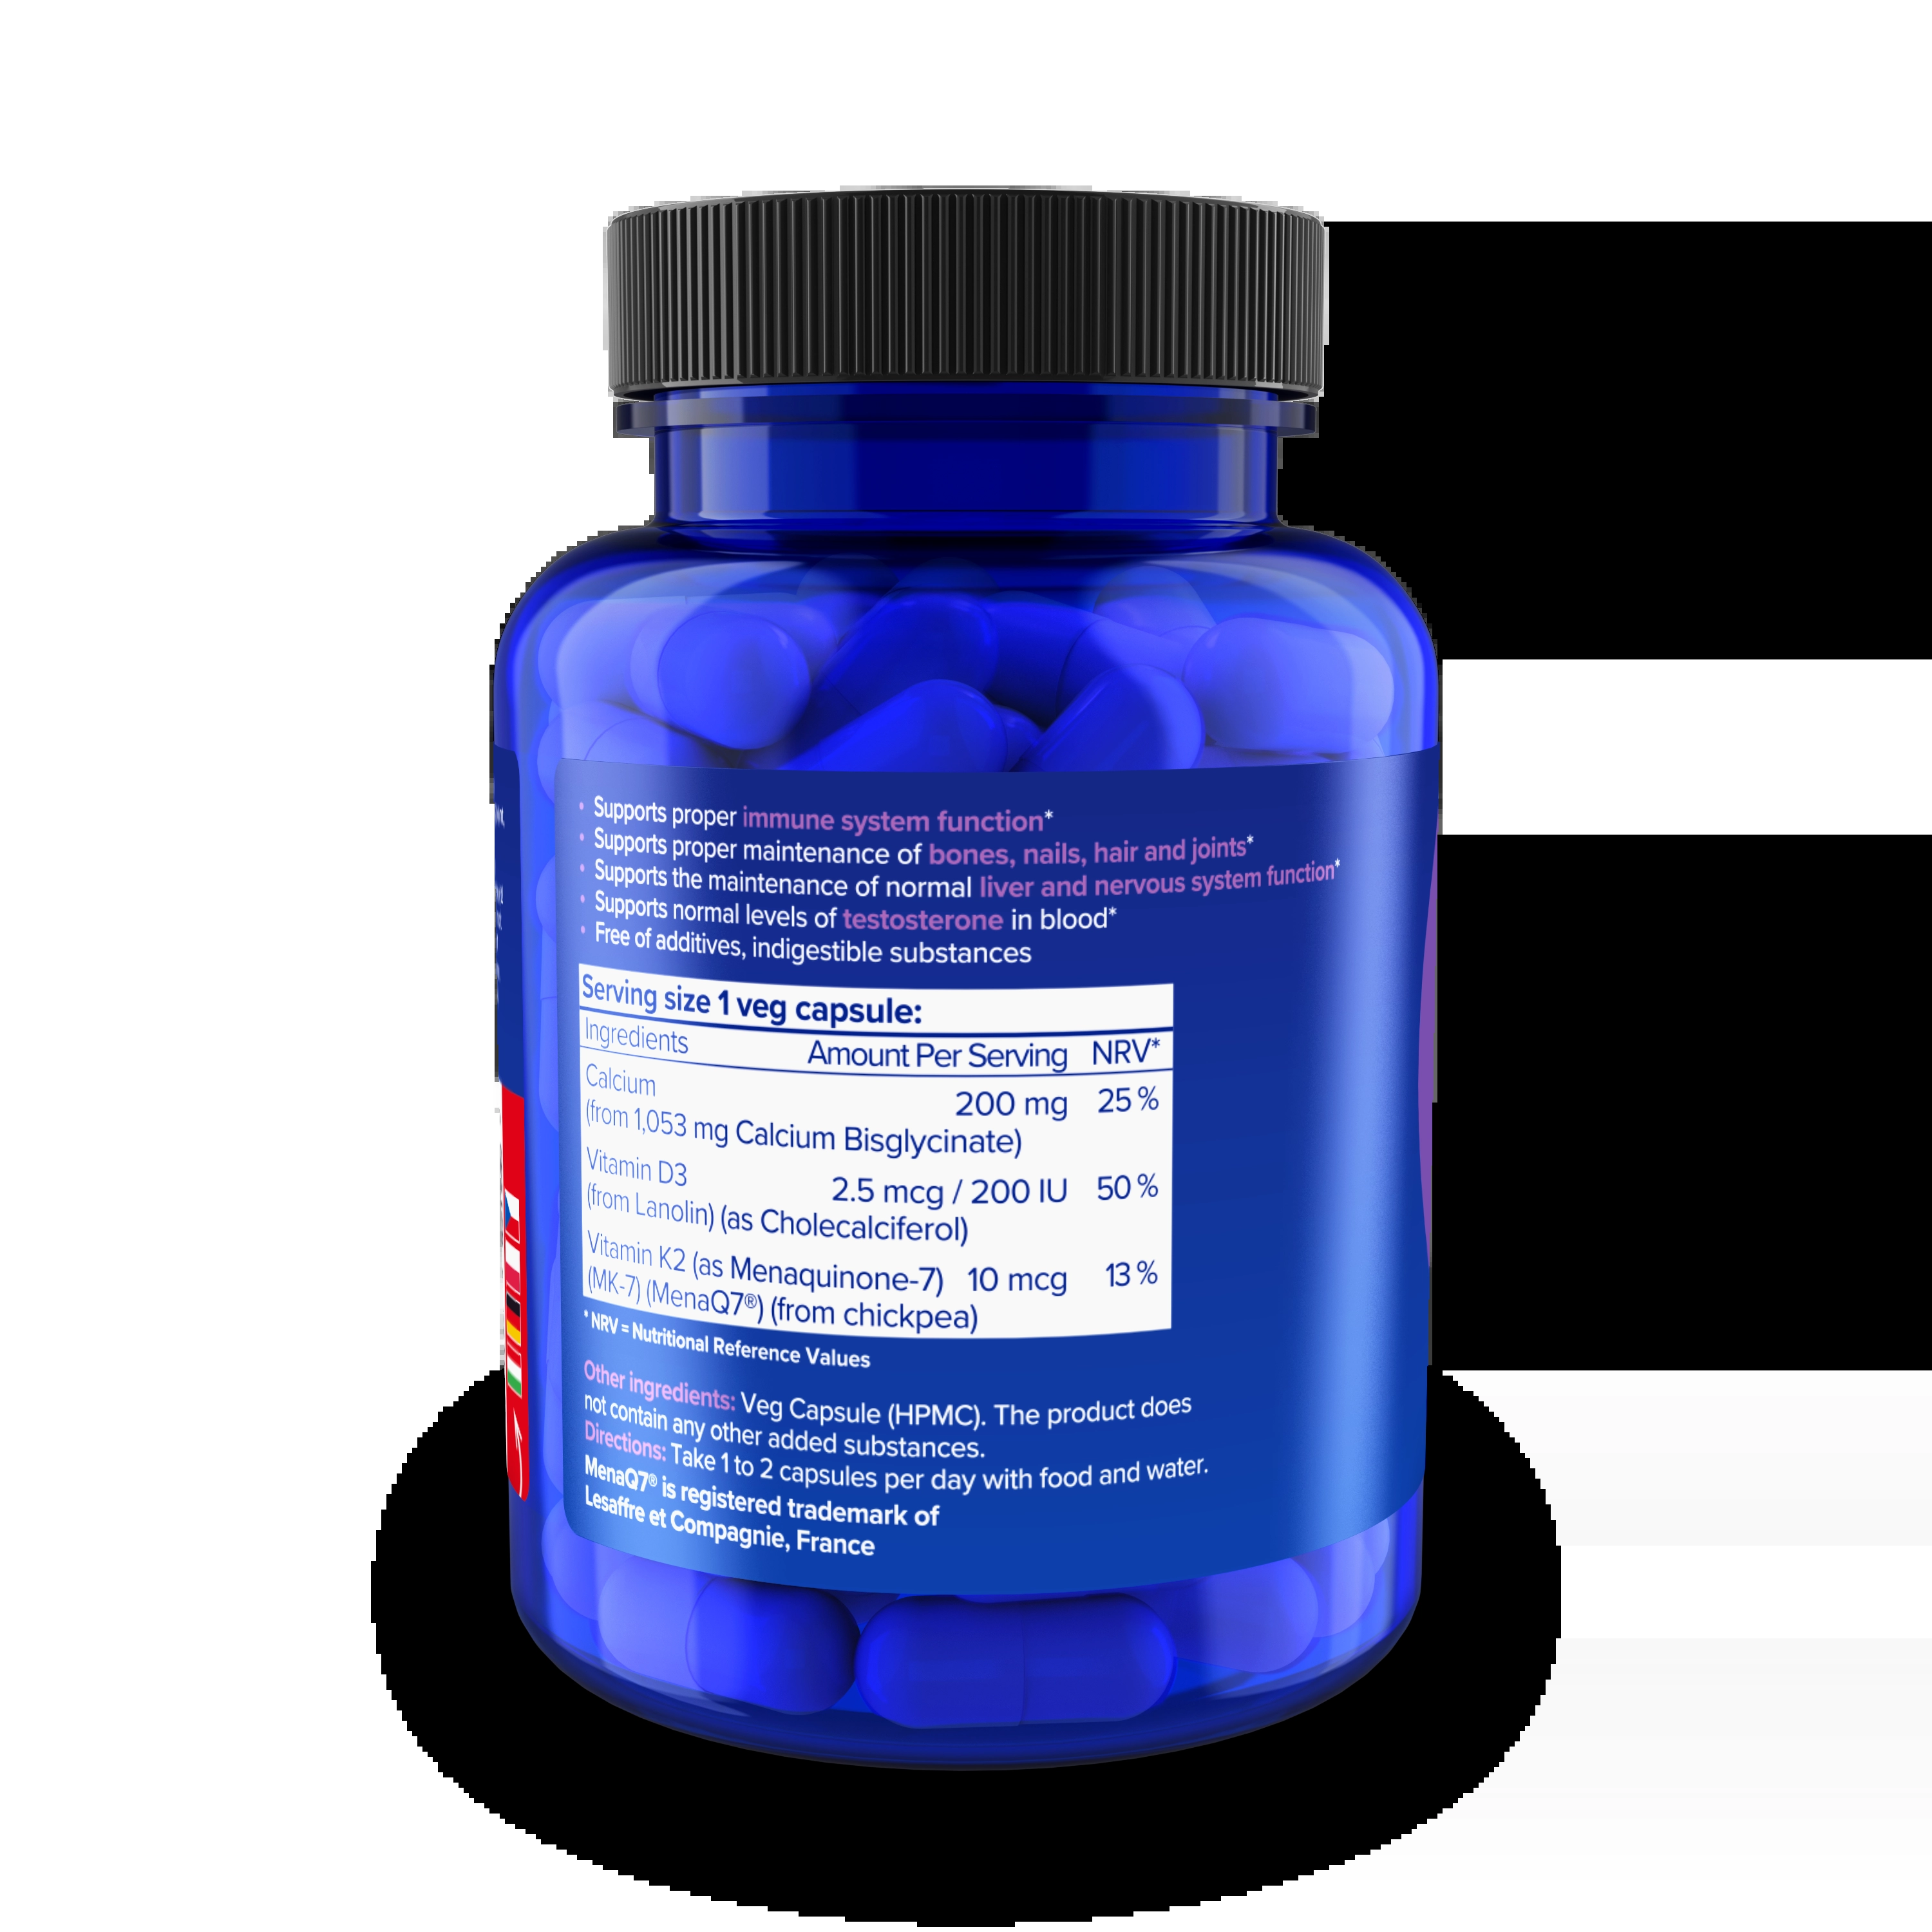 • Supports proper immune system function*
• Supports proper maintenance of bones, nails, hair and joints*
• Supports the maintenance of normal liver and nervous system function*
• Supports normal levels of testosterone in blood*
• Free of additives, indigestible substances
Serving size 1 veg capsule:
Ingredients Amount Per Serving NRV*
Calcium 200 mg 25 %
(from 1,053 mg Calcium Bisglycinate)
Vitamin D3 2.5 mcg / 200 IU 50 %
(from Lanolin) (as Cholecalciferol)
Vitamin K2 (as Menaquinone-7) 10 mcg 13 %
(MK-7) (MenaQ7®) (from chickpea)
* NRV = Nutritional Reference Values
Other ingredients: Veg Capsule (HPMC). The product does
not contain any other added substances.
Directions: Take 1 to 2 capsules per day with food and water.
MenaQ7® is registered trademark of
Lesaffre et Compagnie, France